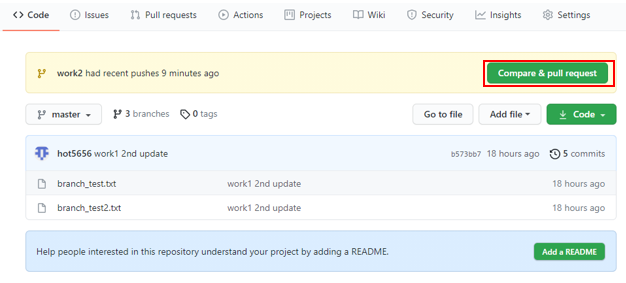 Code Issues Pull requests Actions Projects Wiki Security Insights Settings
work2 had recent pushes 9 minutes ago Compare & pull request
master 3 branches 0 tags Go to file Add file Code
hot5656 work1 2nd update b573bb7 18 hours ago 5 commits
branch_test.txt work1 2nd update 18 hours ago
branch_test2.txt work1 2nd update 18 hours ago
Help people interested in this repository understand your project by adding a README. Add a README